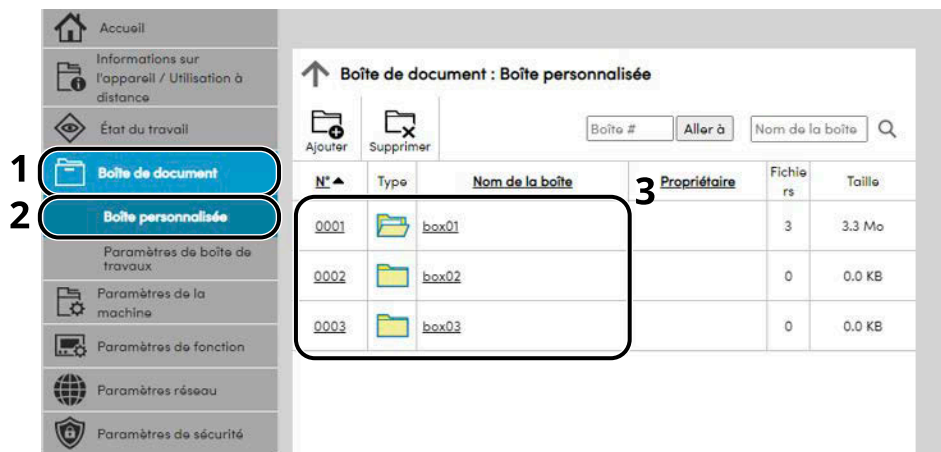 Accueil
Informations sur
l'appareil / Utilisation à
distance
État du travail
1
Boîte de document
2
Boîte personnalisée
Paramètres de boîte de
travaux
Paramètres de la
machine
Paramètres de fonction
Paramètres réseau
Paramètres de sécurité
Boîte de document : Boîte personnalisée
Ajouter Supprimer Boîte # Aller à Nom de la boîte
N° Type Nom de la boîte 3 Propriétaire Fichie
rs Taille
0001 box01 3 3.3 Mo
0002 box02 0 0.0 KB
0003 box03 0 0.0 KB